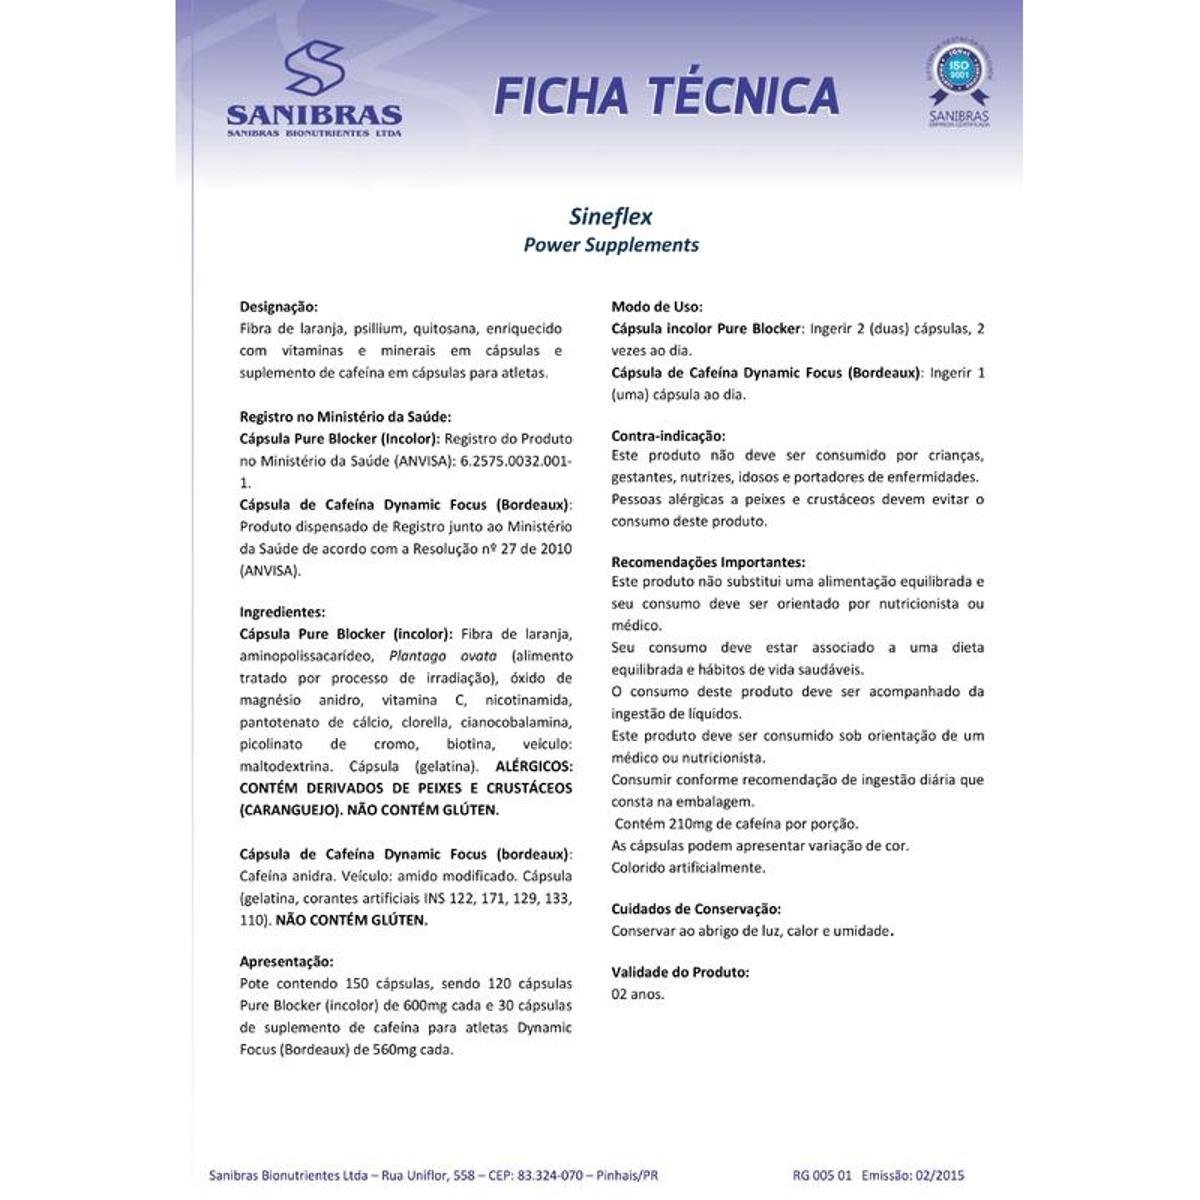 SANIBRAS
SANIBRAS BIONUTRIENTES LTDA
FICHA TÉCNICA
ISO
9001
SANIBRAS
EMPRESA CERTIFICADA
Sineflex
Power Supplements
Designação:
Fibra de laranja, psillium, quitosana, enriquecido
com vitaminas e minerais em cápsulas e
suplemento de cafeína em cápsulas para atletas.
Registro no Ministério da Saúde:
Cápsula Pure Blocker (Incolor): Registro do Produto
no Ministério da Saúde (ANVISA): 6.2575.0032.001-
1.
Cápsula de Cafeína Dynamic Focus (Bordeaux):
Produto dispensado de Registro junto ao Ministério
da Saúde de acordo com a Resolução nº 27 de 2010
(ANVISA).
Ingredientes:
Cápsula Pure Blocker (incolor): Fibra de laranja,
aminopolissacarídeo, Plantago ovata (alimento
tratado por processo de irradiação), óxido de
magnésio anidro, vitamina C, nicotinamida,
pantotenato de cálcio, clorella, cianocobalamina,
picolinato de cromo, biotina, veículo:
maltodextrina. Cápsula (gelatina). ALÉRGICOS:
CONTÉM DERIVADOS DE PEIXES E CRUSTÁCEOS
(CARANGUEJO). NÃO CONTÉM GLÚTEN.
Cápsula de Cafeína Dynamic Focus (bordeaux):
Cafeína anidra. Veículo: amido modificado. Cápsula
(gelatina, corantes artificiais INS 122, 171, 129, 133,
110). NÃO CONTÉM GLÚTEN.
Apresentação:
Pote contendo 150 cápsulas, sendo 120 cápsulas
Pure Blocker (incolor) de 600mg cada e 30 cápsulas
de suplemento de cafeína para atletas Dynamic
Focus (Bordeaux) de 560mg cada.
Modo de Uso:
Cápsula incolor Pure Blocker: Ingerir 2 (duas) cápsulas, 2
vezes ao dia.
Cápsula de Cafeína Dynamic Focus (Bordeaux): Ingerir 1
(uma) cápsula ao dia.
Contra-indicação:
Este produto não deve ser consumido por crianças,
gestantes, nutrizes, idosos e portadores de enfermidades.
Pessoas alérgicas a peixes e crustáceos devem evitar o
consumo deste produto.
Recomendações Importantes:
Este produto não substitui uma alimentação equilibrada e
seu consumo deve ser orientado por nutricionista ou
médico.
Seu consumo deve estar associado a uma dieta
equilibrada e hábitos de vida saudáveis.
O consumo deste produto deve ser acompanhado da
ingestão de líquidos.
Este produto deve ser consumido sob orientação de um
médico ou nutricionista.
Consumir conforme recomendação de ingestão diária que
consta na embalagem.
Contém 210mg de cafeína por porção.
As cápsulas podem apresentar variação de cor.
Colorido artificialmente.
Cuidados de Conservação:
Conservar ao abrigo de luz, calor e umidade.
Validade do Produto:
02 anos.
Sanibras Bionutrientes Ltda – Rua Uniflor, 558 – CEP: 83.324-070 – Pinhais/PR
RG 005 01 Emissão: 02/2015